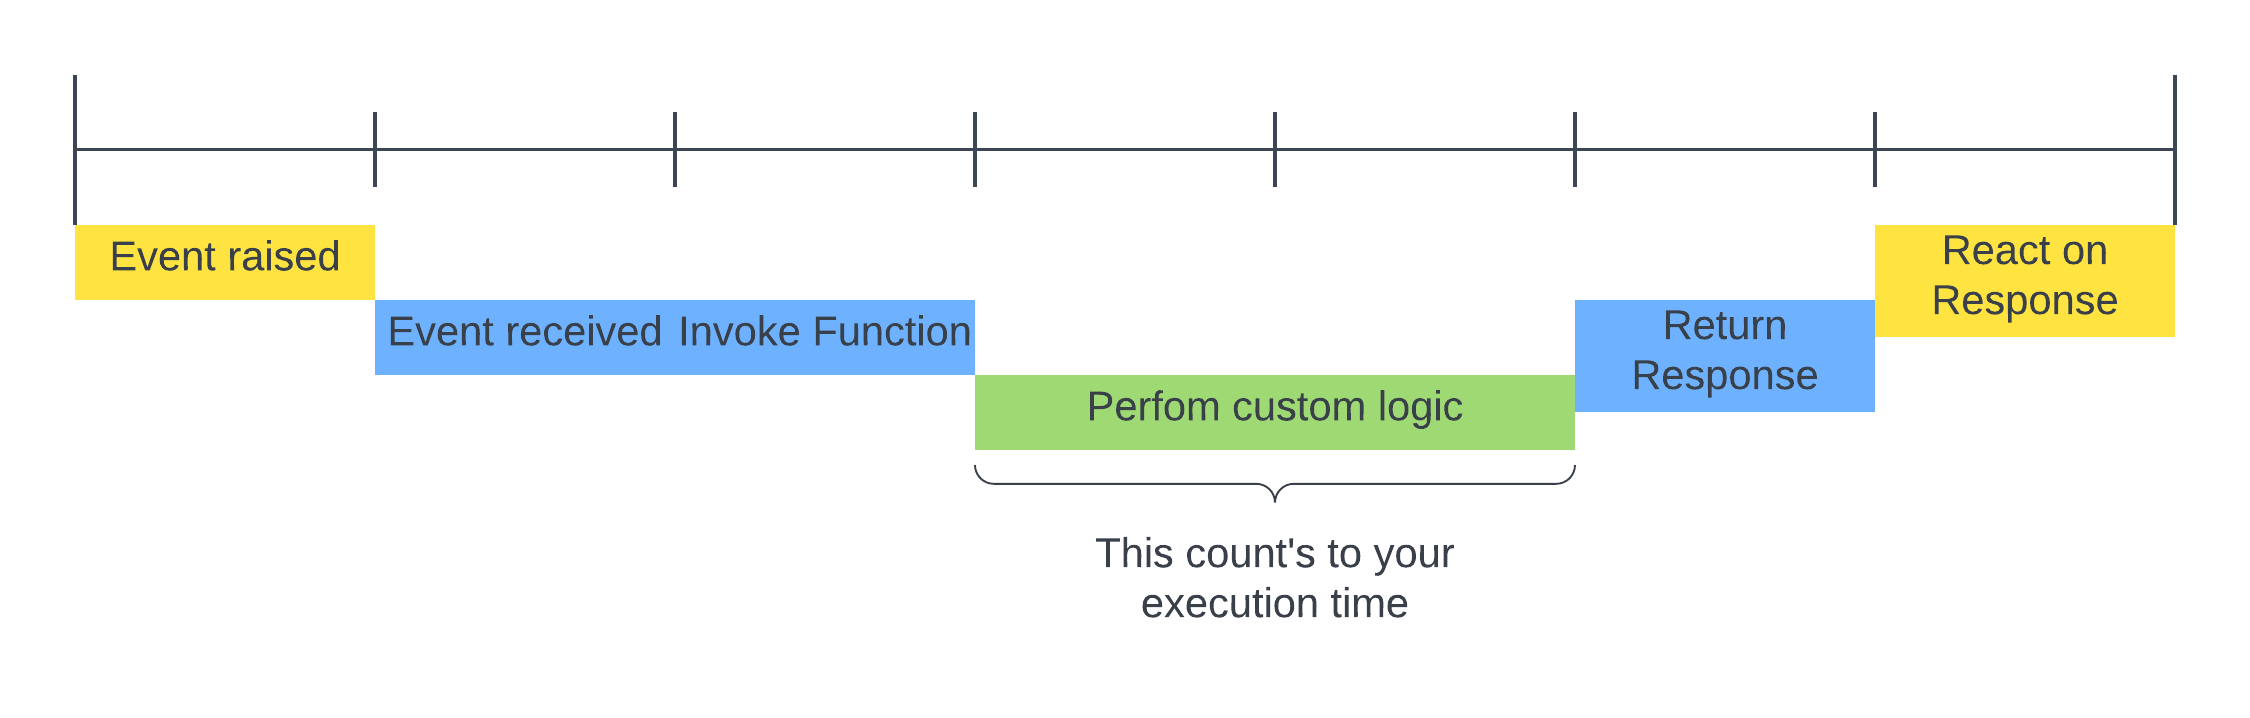 Event raised
Event received
Invoke Function
Perfom custom logic
Return
Response
React on
Response
This count's to your
execution time